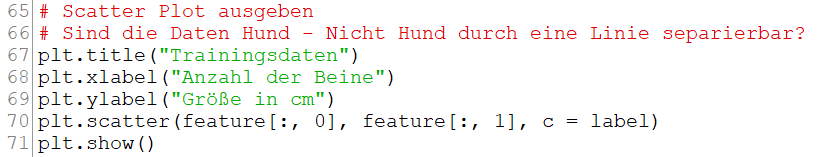 65 # Scatter Plot ausgeben
66 # Sind die Daten Hund - Nicht Hund durch eine Linie separierbar?
67 plt.title("Trainingsdaten")
68 plt.xlabel("Anzahl der Beine")
69 plt.ylabel("Größe in cm")
70 plt.scatter(feature[:, 0], feature[:, 1], c = label)
71 plt.show()